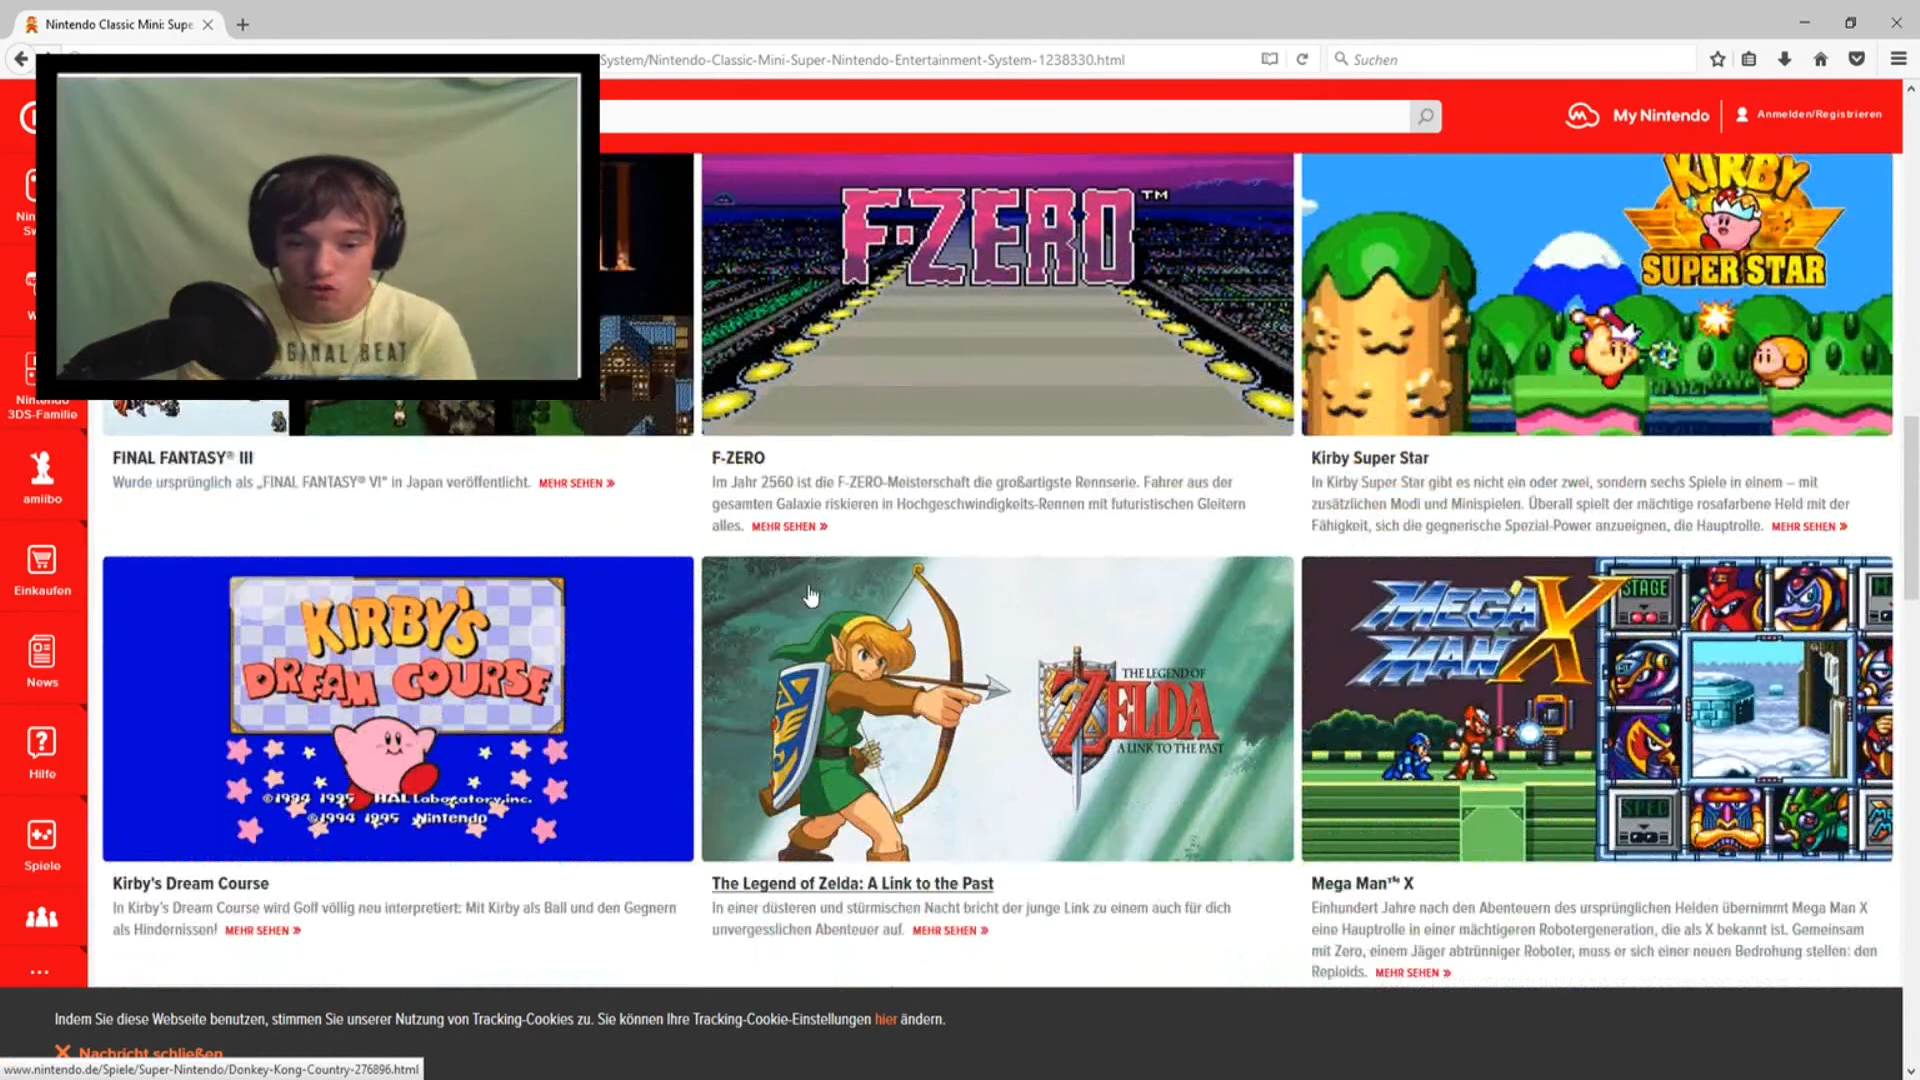 Nintendo Classic Mini: Supe
System/Nintendo-Classic-Mini-Super-Nintendo-Entertainment-System-1238330.html
Suchen
My Nintendo
Anmelden/Registrieren
Nintendo
3DS-Familie
amiibo
Einkaufen
News
Hilfe
Spiele
...
GINAL BEAT
F-ZERO™
KIRBY
SUPER STAR
FINAL FANTASY® III
Wurde ursprünglich als „FINAL FANTASY® VI" in Japan veröffentlicht. MEHR SEHEN »
F-ZERO
Im Jahr 2560 ist die F-ZERO-Meisterschaft die großartigste Rennserie. Fahrer aus der
gesamten Galaxie riskieren in Hochgeschwindigkeits-Rennen mit futuristischen Gleitern
alles. MEHR SEHEN »
Kirby Super Star
In Kirby Super Star gibt es nicht ein oder zwei, sondern sechs Spiele in einem – mit
zusätzlichen Modi und Minispielen. Überall spielt der mächtige rosafarbene Held mit der
Fähigkeit, sich die gegnerische Spezial-Power anzueignen, die Hauptrolle. MEHR SEHEN »
KIRBY'S
DREAM COURSE
©1994 1995 HAL Laboratory,inc.
©1994 1995 Nintendo
THE LEGEND OF
ZELDA
A LINK TO THE PAST
MEGA
MAN X
STAGE
Kirby's Dream Course
In Kirby's Dream Course wird Golf völlig neu interpretiert: Mit Kirby als Ball und den Gegnern
als Hindernissen! MEHR SEHEN »
The Legend of Zelda: A Link to the Past
In einer düsteren und stürmischen Nacht bricht der junge Link zu einem auch für dich
unvergesslichen Abenteuer auf. MEHR SEHEN »
Mega Man™ X
Einhundert Jahre nach den Abenteuern des ursprünglichen Helden übernimmt Mega Man X
eine Hauptrolle in einer mächtigeren Robotergeneration, die als X bekannt ist. Gemeinsam
mit Zero, einem Jäger abtrünniger Roboter, muss er sich einer neuen Bedrohung stellen: den
Reploids. MEHR SEHEN »
Indem Sie diese Webseite benutzen, stimmen Sie unserer Nutzung von Tracking-Cookies zu. Sie können Ihre Tracking-Cookie-Einstellungen hier ändern.
Nachricht schließen
www.nintendo.de/Spiele/Super-Nintendo/Donkey-Kong-Country-276896.html